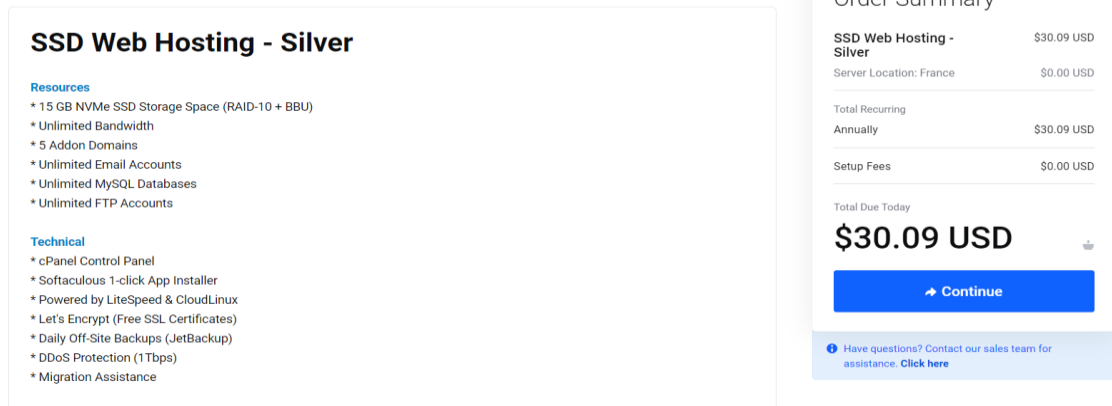 SSD Web Hosting - Silver
Resources
* 15 GB NVMe SSD Storage Space (RAID-10 + BBU)
* Unlimited Bandwidth
* 5 Addon Domains
* Unlimited Email Accounts
* Unlimited MySQL Databases
* Unlimited FTP Accounts
Technical
* cPanel Control Panel
* Softaculous 1-click App Installer
* Powered by LiteSpeed & CloudLinux
* Let's Encrypt (Free SSL Certificates)
* Daily Off-Site Backups (JetBackup)
* DDoS Protection (1Tbps)
* Migration Assistance
Order Summary
SSD Web Hosting - $30.09 USD
Silver
Server Location: France $0.00 USD
Total Recurring
Annually $30.09 USD
Setup Fees $0.00 USD
Total Due Today
$30.09 USD
Continue
Have questions? Contact our sales team for
assistance. Click here